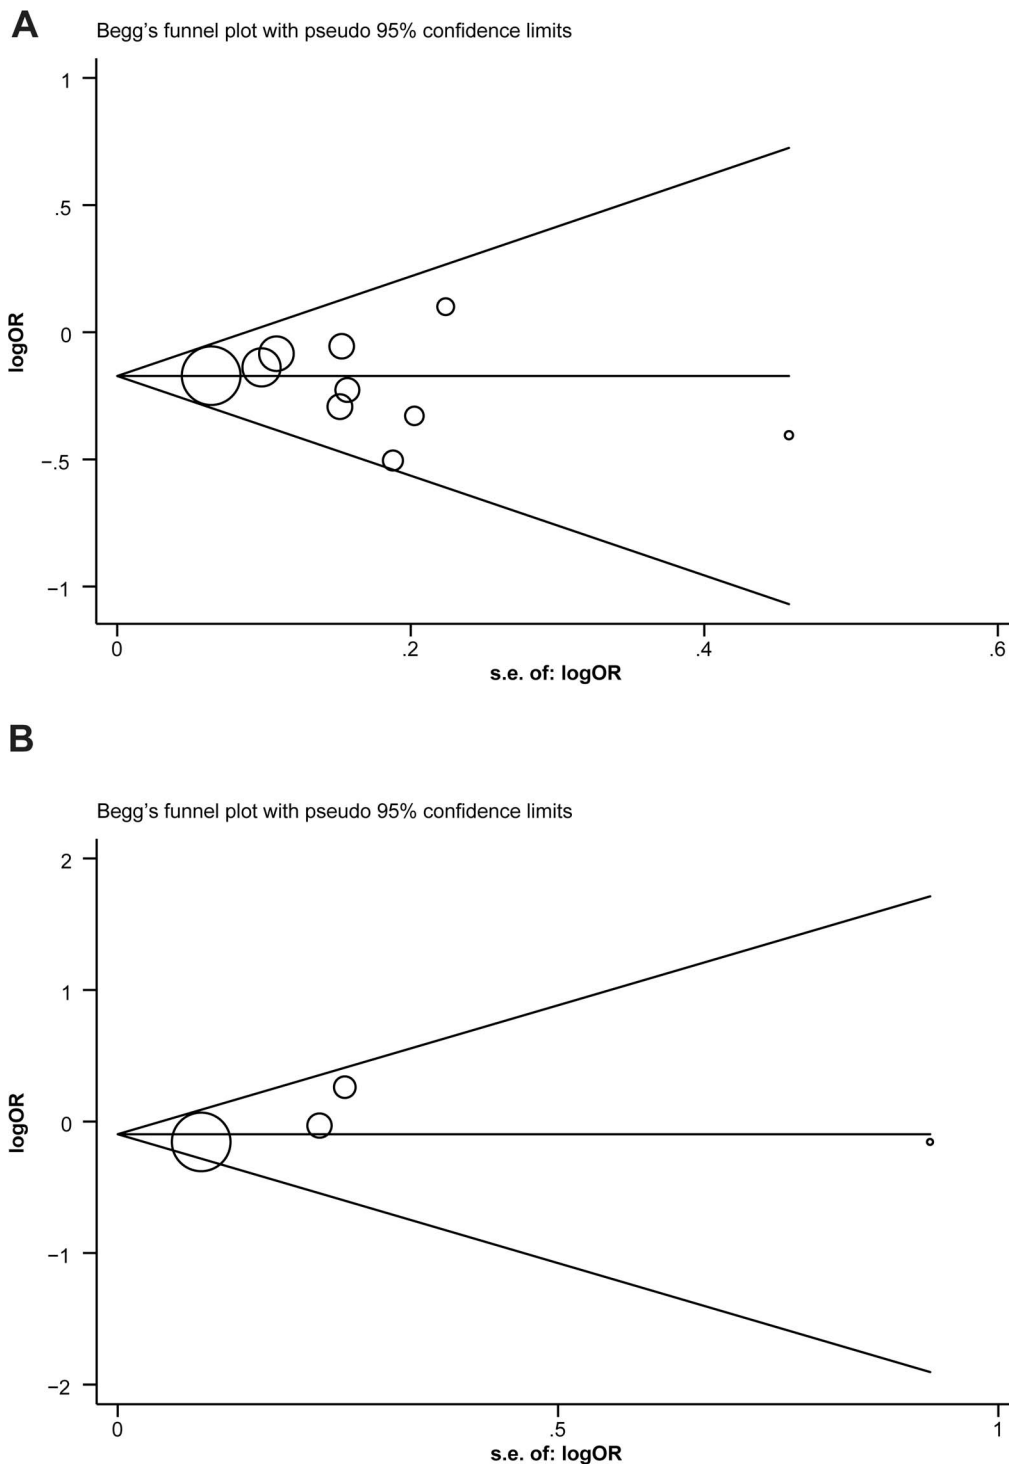 A
Begg’s funnel plot with pseudo 95% confidence limits
1
.5
0
−.5
−1
logOR
0 .2 .4 .6
s.e. of: logOR
B
Begg’s funnel plot with pseudo 95% confidence limits
2
1
0
−1
−2
logOR
0 .5 1
s.e. of: logOR